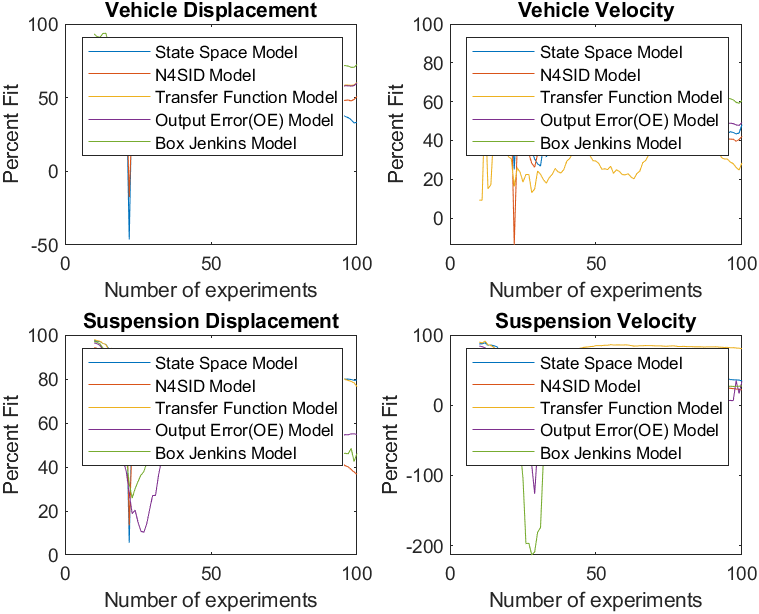 Vehicle Displacement
100
50
0
-50
0
50
100
Percent Fit
Number of experiments
State Space Model
N4SID Model
Transfer Function Model
Output Error(OE) Model
Box Jenkins Model
Vehicle Velocity
100
80
60
40
20
0
0
50
100
Percent Fit
Number of experiments
State Space Model
N4SID Model
Transfer Function Model
Output Error(OE) Model
Box Jenkins Model
Suspension Displacement
100
80
60
40
20
0
0
50
100
Percent Fit
Number of experiments
State Space Model
N4SID Model
Transfer Function Model
Output Error(OE) Model
Box Jenkins Model
Suspension Velocity
100
0
-100
-200
0
50
100
Percent Fit
Number of experiments
State Space Model
N4SID Model
Transfer Function Model
Output Error(OE) Model
Box Jenkins Model